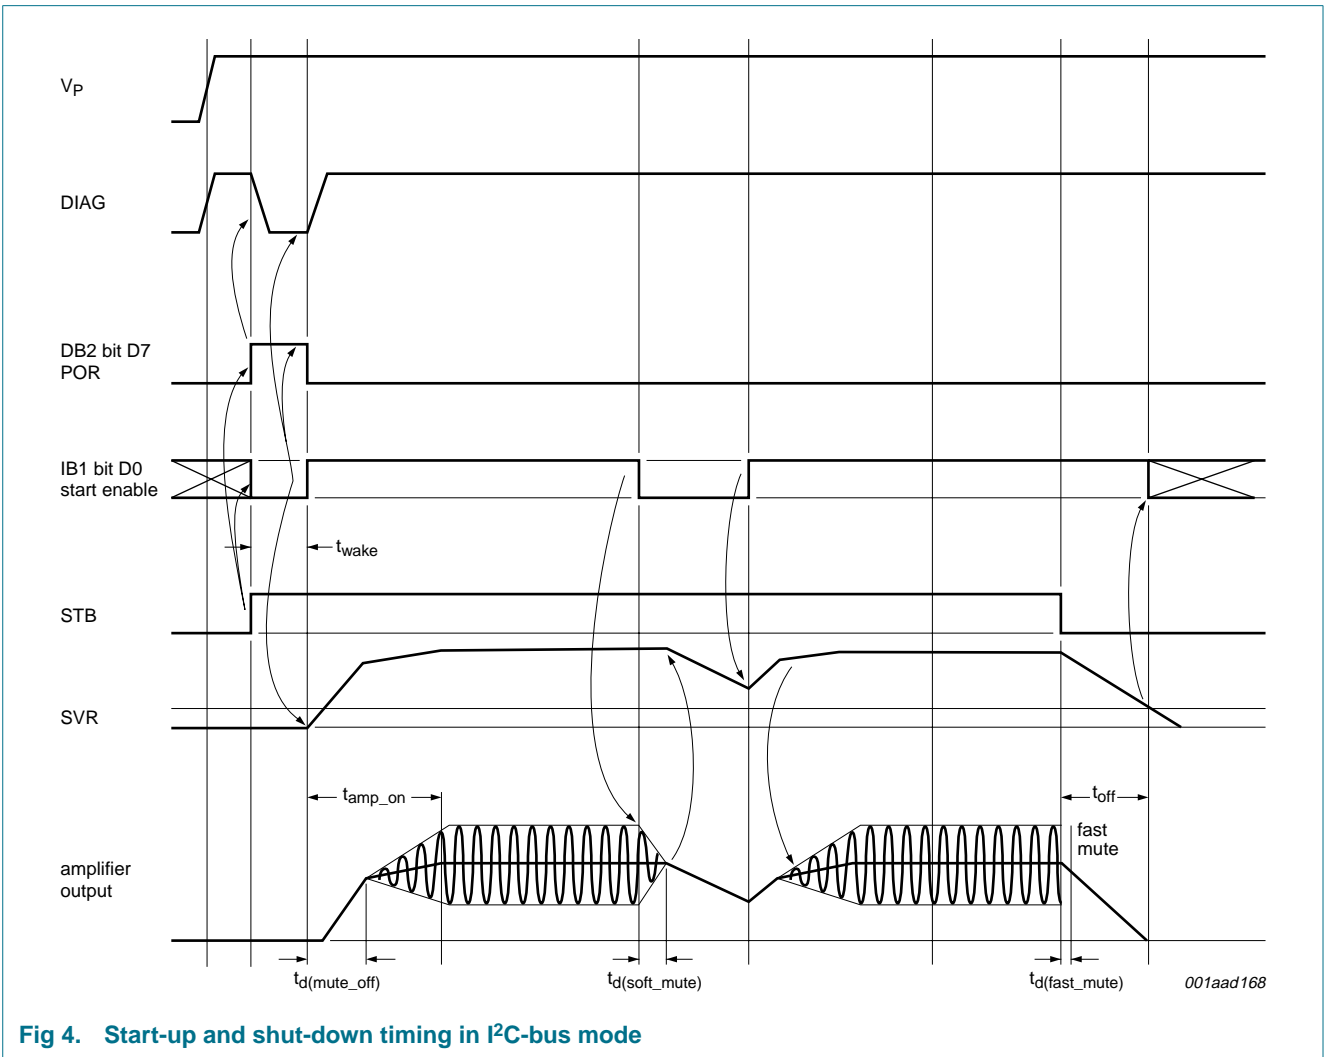 VP
DIAG
DB2 bit D7
POR
IB1 bit D0
start enable
twake
STB
SVR
tamp_on
toff
fast
mute
amplifier
output
td(mute_off)
td(soft_mute)
td(fast_mute)
001aad168
Fig 4. Start-up and shut-down timing in I²C-bus mode